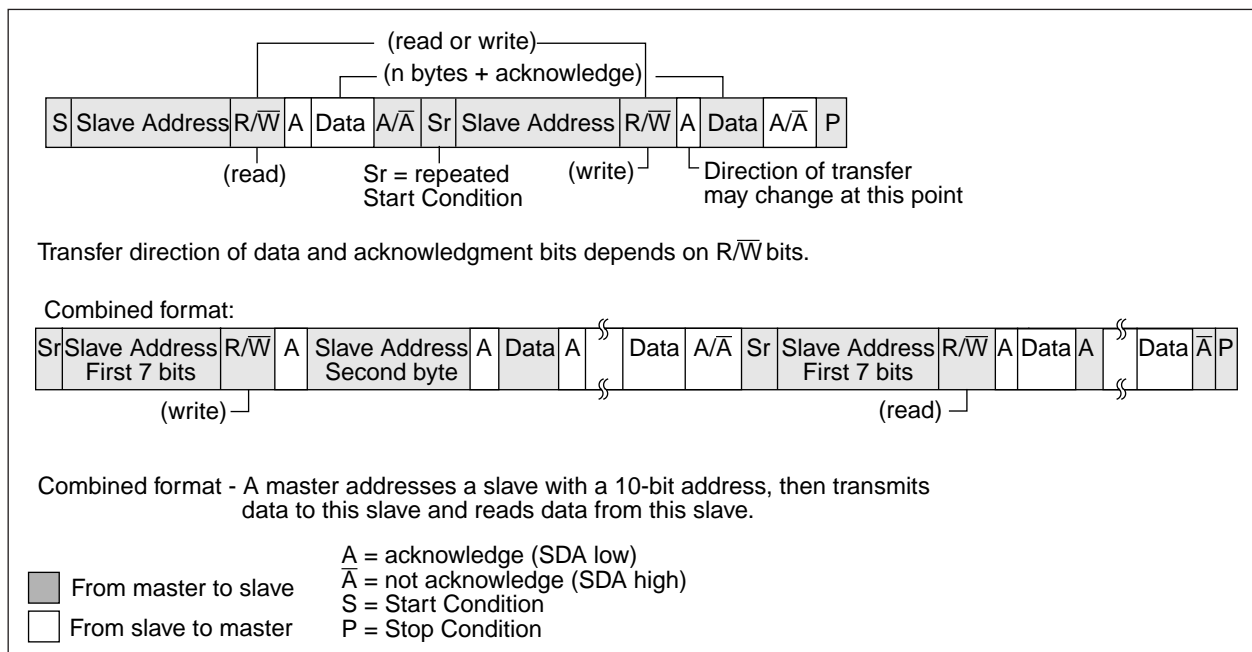 (read or write)
(n bytes + acknowledge)
S Slave Address R/W̅ A Data A/A̅ Sr Slave Address R/W̅ A Data A/A̅ P
(read) Sr = repeated (write) Direction of transfer
Start Condition may change at this point
Transfer direction of data and acknowledgment bits depends on R/W̅ bits.
Combined format:
Sr Slave Address R/W̅ A Slave Address A Data A Data A/A̅ Sr Slave Address R/W̅ A Data A Data A̅ P
First 7 bits Second byte First 7 bits
(write) (read)
Combined format - A master addresses a slave with a 10-bit address, then transmits
data to this slave and reads data from this slave.
A = acknowledge (SDA low)
From master to slave A̅ = not acknowledge (SDA high)
S = Start Condition
From slave to master P = Stop Condition